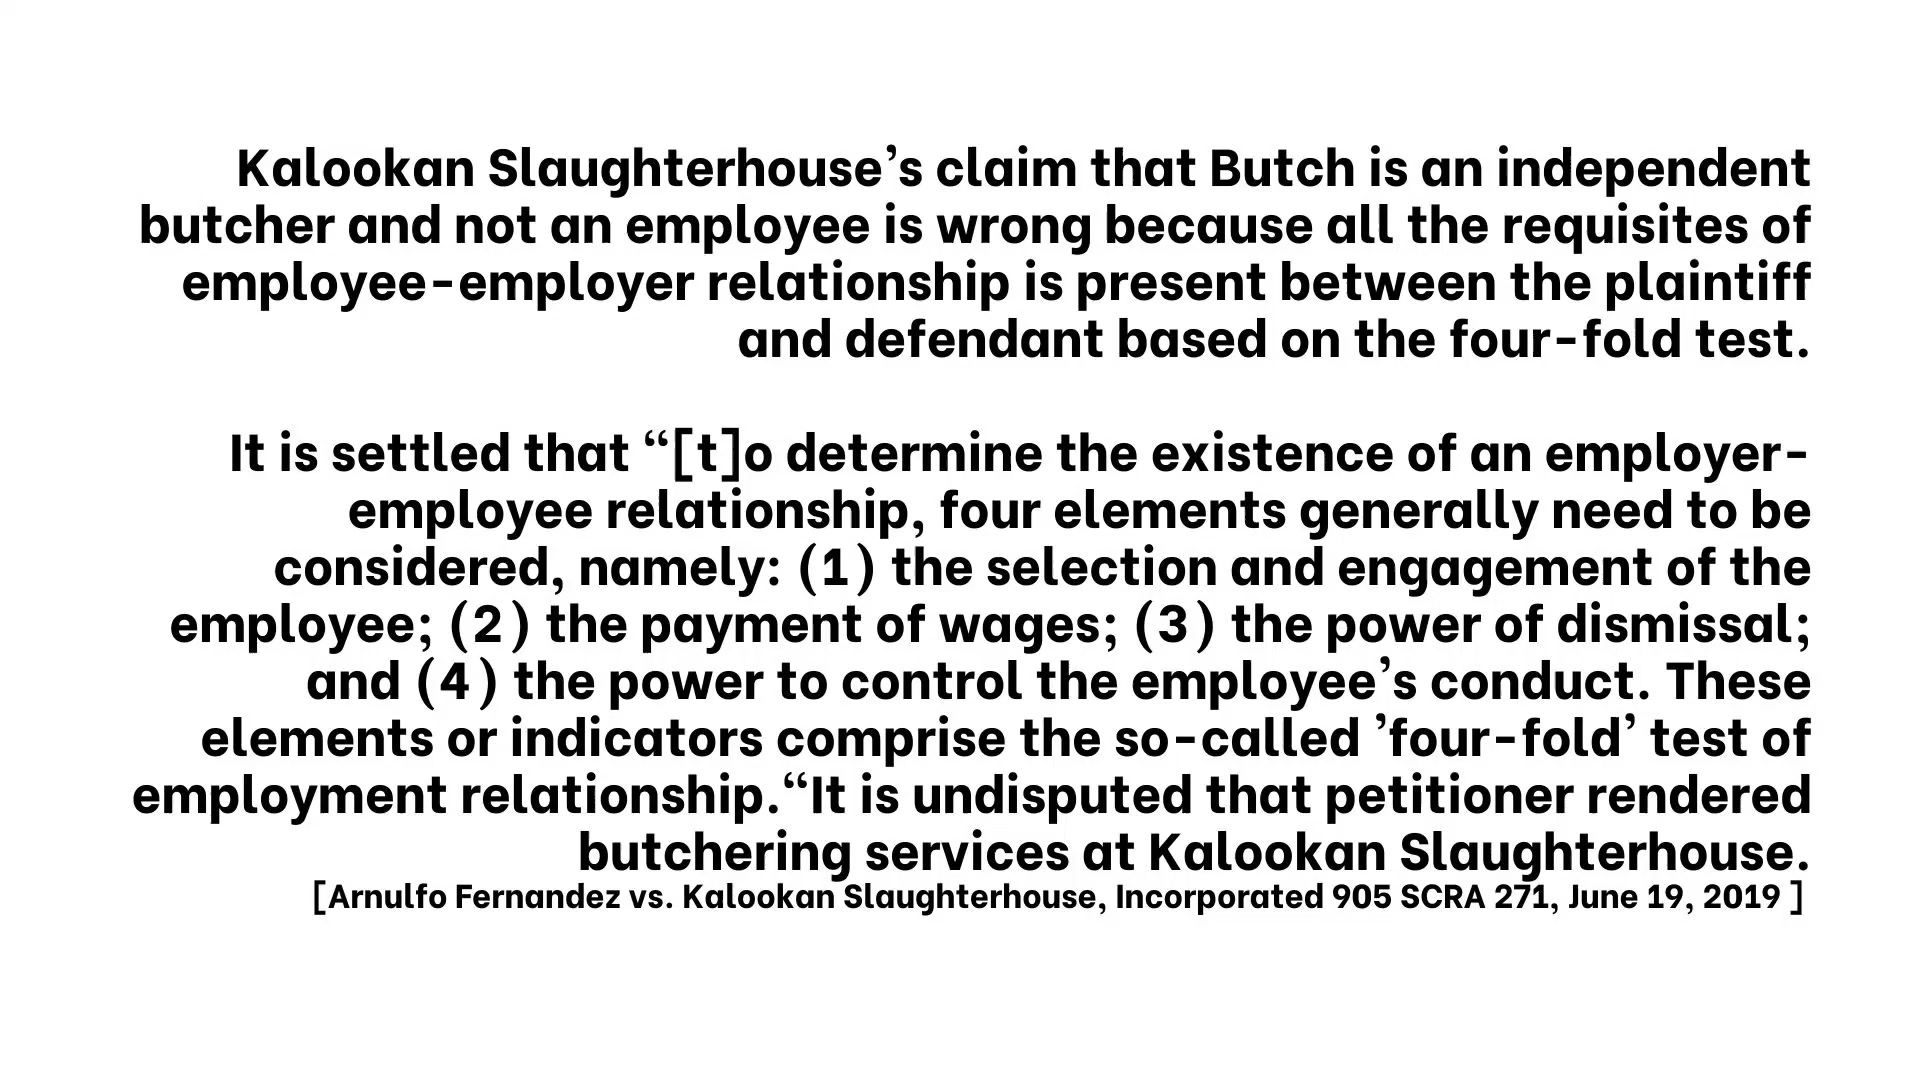 Kalookan Slaughterhouse’s claim that Butch is an independent
butcher and not an employee is wrong because all the requisites of
employee-employer relationship is present between the plaintiff
and defendant based on the four-fold test.
It is settled that “[t]o determine the existence of an employer-
employee relationship, four elements generally need to be
considered, namely: (1) the selection and engagement of the
employee; (2) the payment of wages; (3) the power of dismissal;
and (4) the power to control the employee’s conduct. These
elements or indicators comprise the so-called ’four-fold’ test of
employment relationship.“It is undisputed that petitioner rendered
butchering services at Kalookan Slaughterhouse.
[Arnulfo Fernandez vs. Kalookan Slaughterhouse, Incorporated 905 SCRA 271, June 19, 2019 ]